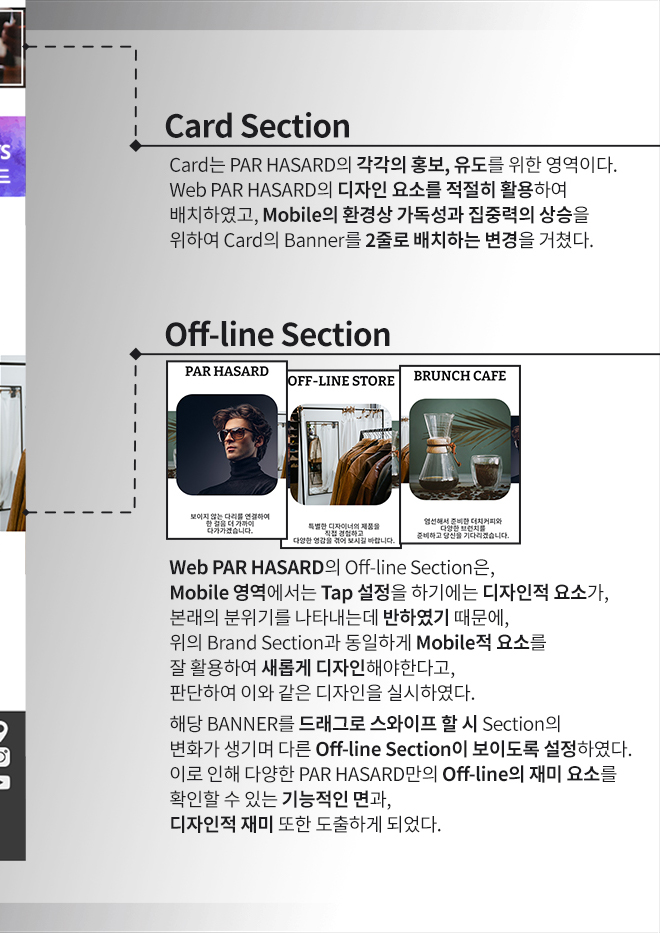 Card Section
Card는 PAR HASARD의 각각의 홍보, 유도를 위한 영역이다.
Web PAR HASARD의 디자인 요소를 적절히 활용하여
배치하였고, Mobile의 환경상 가독성과 집중력의 상승을
위하여 Card의 Banner를 2줄로 배치하는 변경을 거쳤다.
Off-line Section
PAR HASARD
보이지 않는 다리를 연결하여
한 걸음 더 가까이
다가가겠습니다.
OFF-LINE STORE
특별한 디자이너의 제품을
직접 경험하고
다양한 영감을 겪어 보시길 바랍니다.
BRUNCH CAFE
엄선해서 준비한 더치커피와
다양한 브런치를
준비하고 당신을 기다리겠습니다.
Web PAR HASARD의 Off-line Section은,
Mobile 영역에서는 Tap 설정을 하기에는 디자인적 요소가,
본래의 분위기를 나타내는데 반하였기 때문에,
위의 Brand Section과 동일하게 Mobile적 요소를
잘 활용하여 새롭게 디자인해야한다고,
판단하여 이와 같은 디자인을 실시하였다.
해당 BANNER를 드래그로 스와이프 할 시 Section의
변화가 생기며 다른 Off-line Section이 보이도록 설정하였다.
이로 인해 다양한 PAR HASARD만의 Off-line의 재미 요소를
확인할 수 있는 기능적인 면과,
디자인적 재미 또한 도출하게 되었다.